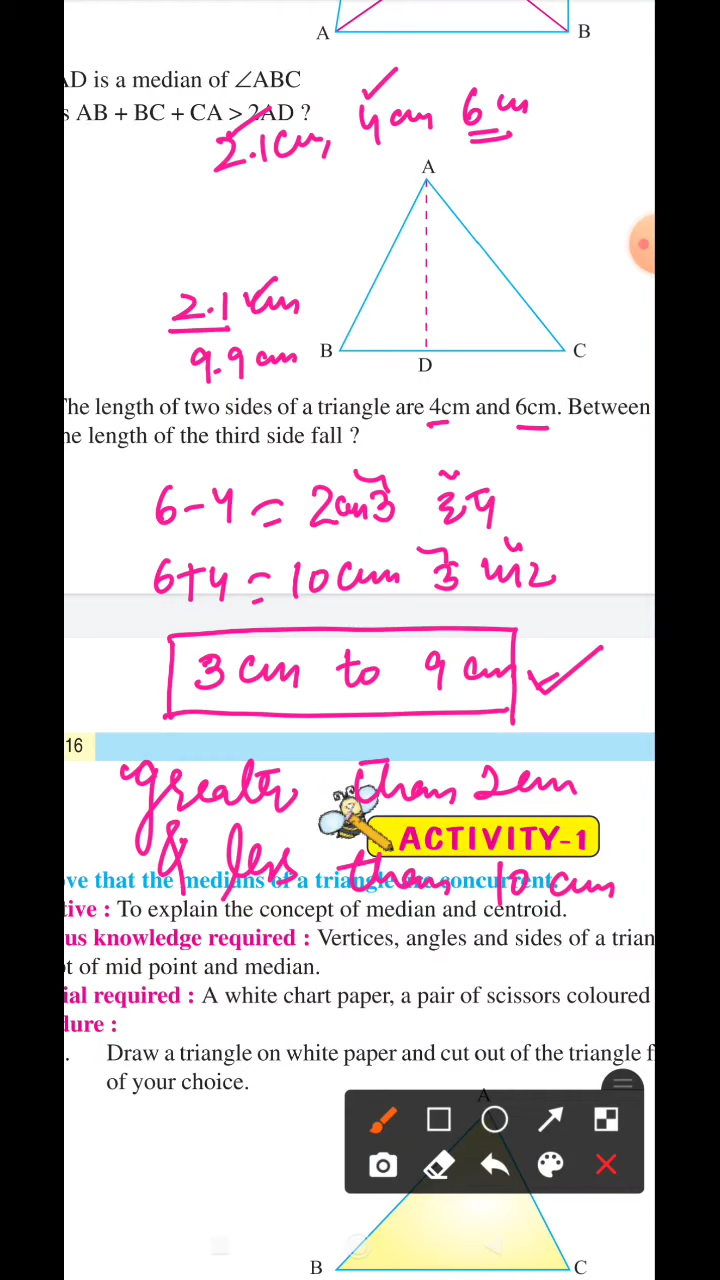 A B
AD is a median of ∠ABC
s AB + BC + CA > 2AD ?
2.1cm, 4cm 6cm
A
2.1 cm
9.9 cm
B D C
The length of two sides of a triangle are 4cm and 6cm. Between
he length of the third side fall ?
6-4 = 2cm
6+4 = 10cm
3 cm to 9 cm
16
greater than 2cm
& less than 10cm
ACTIVITY-1
ve that the medians of a triangle are concurrent.
tive : To explain the concept of median and centroid.
us knowledge required : Vertices, angles and sides of a trian
t of mid point and median.
ial required : A white chart paper, a pair of scissors coloured
dure :
. Draw a triangle on white paper and cut out of the triangle f
of your choice.
A
B C